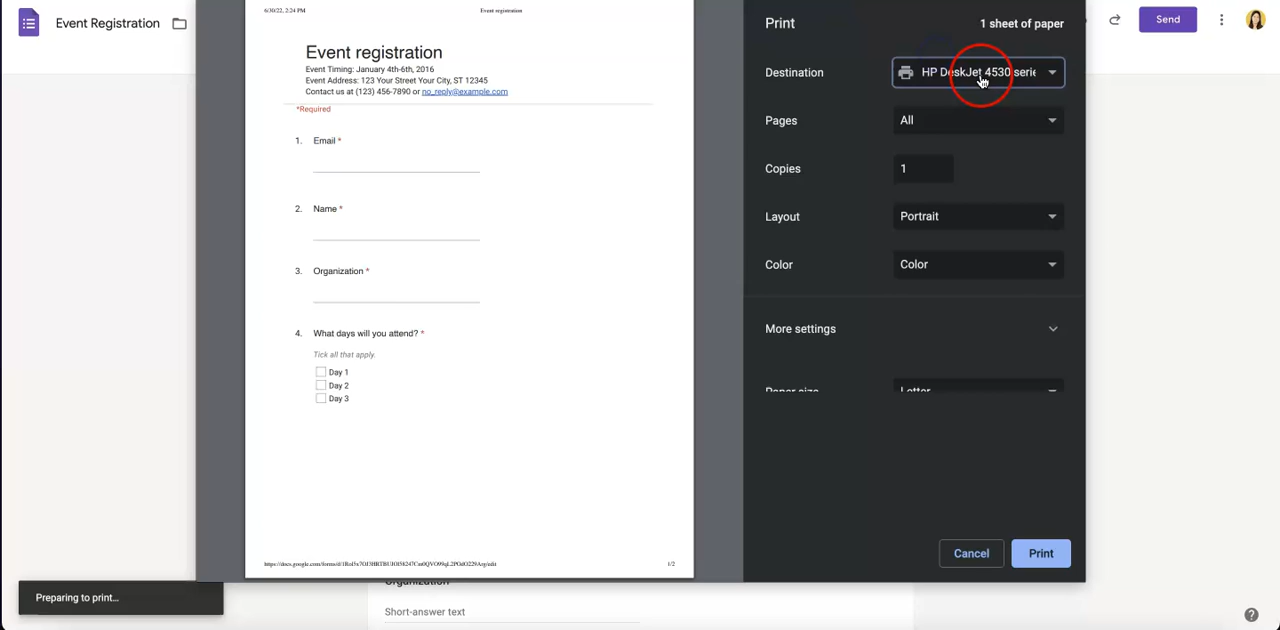 Event Registration
Send
6/30/22, 2:24 PM
Event registration
Event registration
Event Timing: January 4th-6th, 2016
Event Address: 123 Your Street Your City, ST 12345
Contact us at (123) 456-7890 or no_reply@example.com
*Required
1. Email *
2. Name *
3. Organization *
4. What days will you attend? *
Tick all that apply.
Day 1
Day 2
Day 3
1/2
Print
1 sheet of paper
Destination
HP DeskJet 4530 serie
Pages
All
Copies
1
Layout
Portrait
Color
Color
More settings
Paper size
Letter
Cancel
Print
Preparing to print...
Organization
Short-answer text